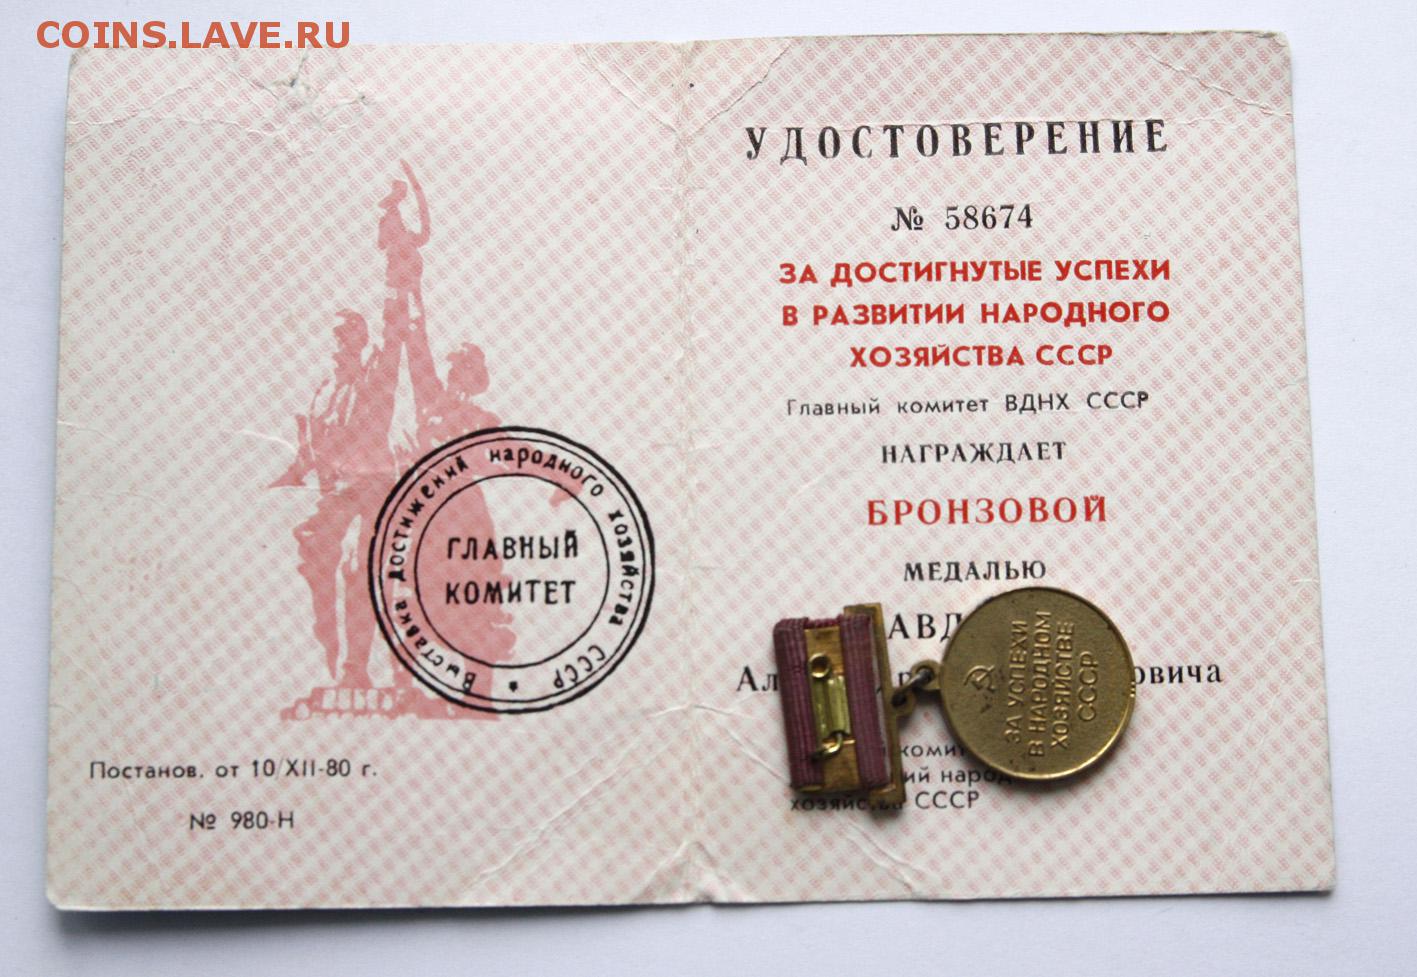 COINS.LAVE.RU
Выставка достижений народного хозяйства СССР *
ГЛАВНЫЙ
КОМИТЕТ
Постанов. от 10/XII-80 г.
№ 980-Н
УДОСТОВЕРЕНИЕ
№ 58674
ЗА ДОСТИГНУТЫЕ УСПЕХИ
В РАЗВИТИИ НАРОДНОГО
ХОЗЯЙСТВА СССР
Главный комитет ВДНХ СССР
НАГРАЖДАЕТ
БРОНЗОВОЙ
МЕДАЛЬЮ
хозяйства СССР
ЗА УСПЕХИ
В НАРОДНОМ
ХОЗЯЙСТВЕ
СССР